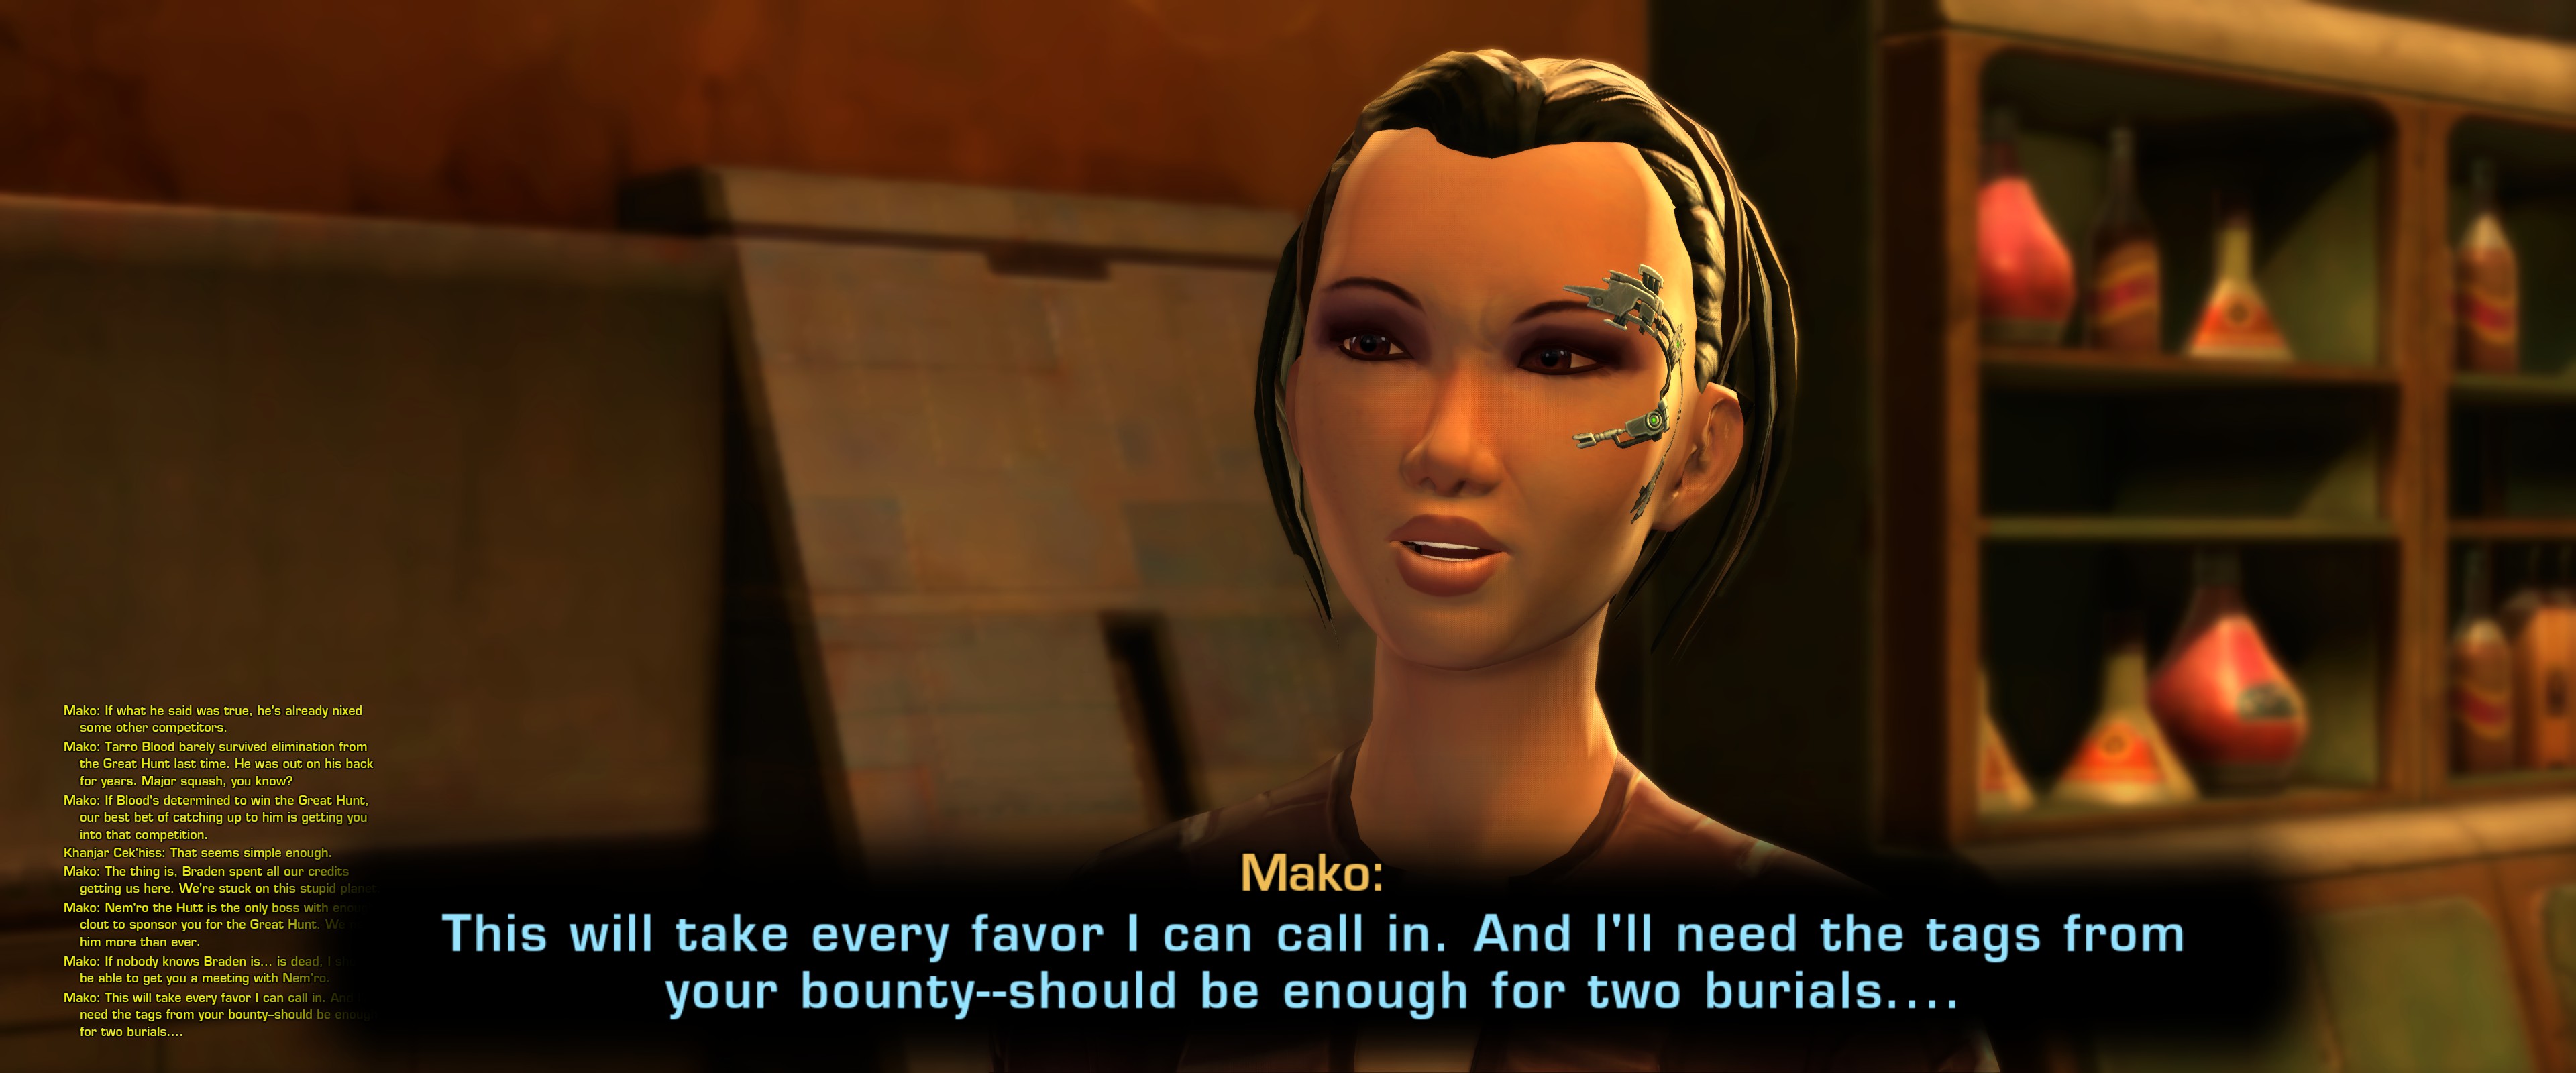 Mako: If what he said was true, he's already nixed
some other competitors.
Mako: Tarro Blood barely survived elimination from
the Great Hunt last time. He was out on his back
for years. Major squash, you know?
Mako: If Blood's determined to win the Great Hunt,
our best bet of catching up to him is getting you
into that competition.
Khanjar Cek'hiss: That seems simple enough.
Mako: The thing is, Braden spent all our credits
getting us here. We're stuck on this stupid planet
Mako: Nem'ro the Hutt is the only boss with enough
clout to sponsor you for the Great Hunt. We
him more than ever.
Mako: If nobody knows Braden is... is dead, I
be able to get you a meeting with Nem'ro.
Mako: This will take every favor I can call in. And
need the tags from your bounty--should be enough
for two burials....
Mako:
This will take every favor I can call in. And I'll need the tags from
your bounty--should be enough for two burials....